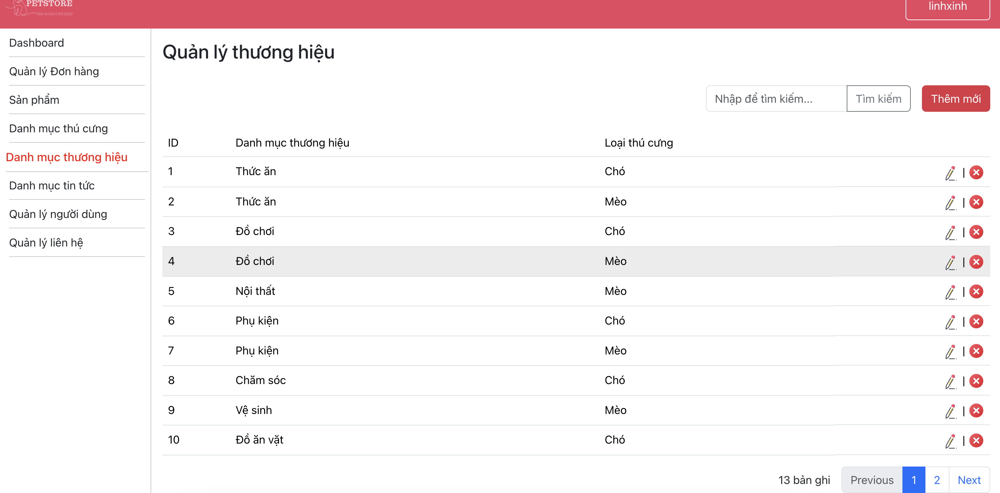 PETSTORE
linhxinh
Dashboard
Quản lý Đơn hàng
Sản phẩm
Danh mục thú cưng
Danh mục thương hiệu
Danh mục tin tức
Quản lý người dùng
Quản lý liên hệ
Quản lý thương hiệu
Nhập để tìm kiếm... Tìm kiếm Thêm mới
ID Danh mục thương hiệu Loại thú cưng
1 Thức ăn Chó |
2 Thức ăn Mèo |
3 Đồ chơi Chó |
4 Đồ chơi Mèo |
5 Nội thất Mèo |
6 Phụ kiện Chó |
7 Phụ kiện Mèo |
8 Chăm sóc Chó |
9 Vệ sinh Mèo |
10 Đồ ăn vặt Chó |
13 bản ghi Previous 1 2 Next